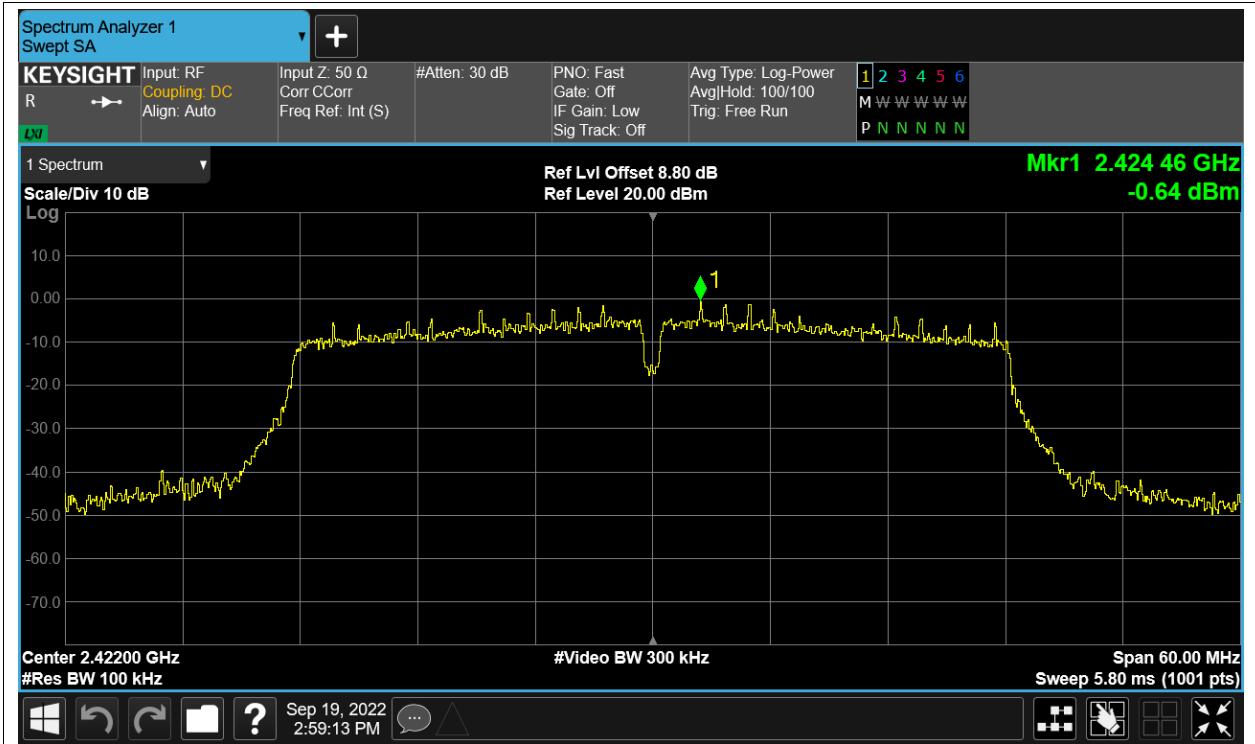 Spectrum Analyzer 1
Swept SA
+
KEYSIGHT
R
LXI
Input: RF
Coupling: DC
Align: Auto
Input Z: 50 Ω
Corr CCorr
Freq Ref: Int (S)
#Atten: 30 dB
PNO: Fast
Gate: Off
IF Gain: Low
Sig Track: Off
Avg Type: Log-Power
Avg|Hold: 100/100
Trig: Free Run
1 2 3 4 5 6
M W W W W W
P N N N N N
1 Spectrum
Scale/Div 10 dB
Log
Ref Lvl Offset 8.80 dB
Ref Level 20.00 dBm
Mkr1 2.424 46 GHz
-0.64 dBm
1
10.0
0.00
-10.0
-20.0
-30.0
-40.0
-50.0
-60.0
-70.0
Center 2.42200 GHz
#Res BW 100 kHz
#Video BW 300 kHz
Span 60.00 MHz
Sweep 5.80 ms (1001 pts)
?
Sep 19, 2022
2:59:13 PM